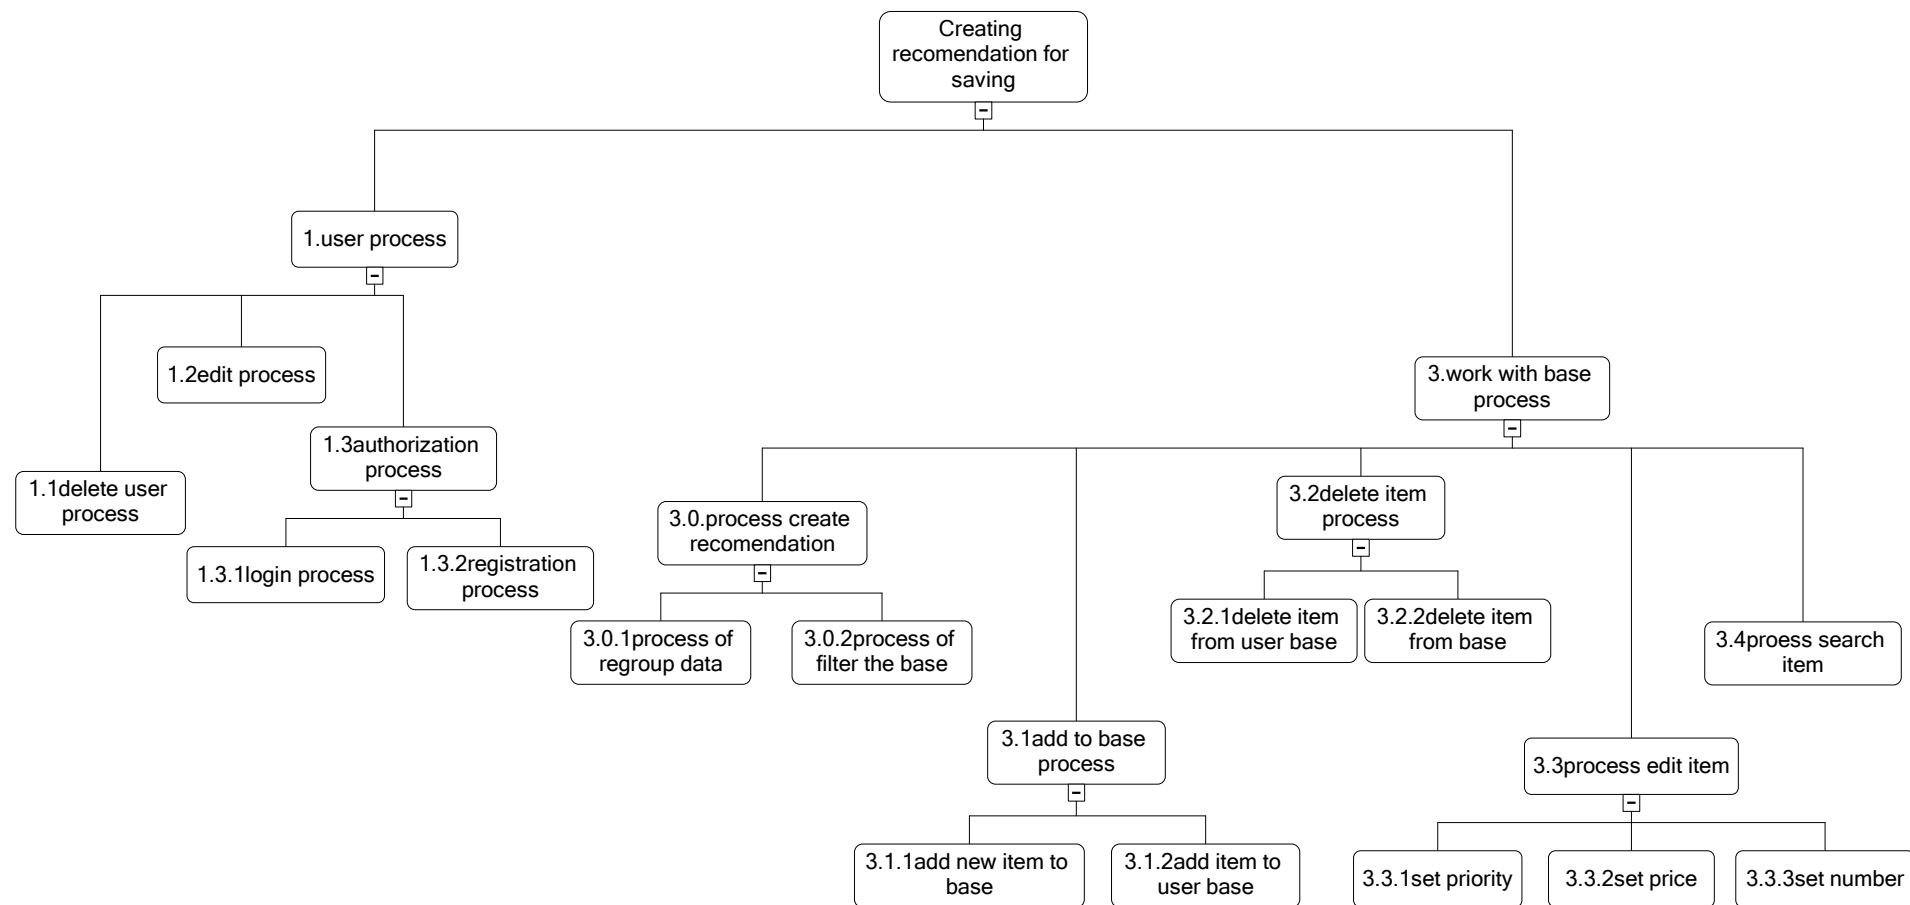 Creating
recomendation for
saving
1.user process
1.2edit process
1.3authorization
process
1.1delete user
process
1.3.1login process
1.3.2registration
process
3.work with base
process
3.0.process create
recomendation
3.0.1process of
regroup data
3.0.2process of
filter the base
3.2delete item
process
3.2.1delete item
from user base
3.2.2delete item
from base
3.4proess search
item
3.1add to base
process
3.1.1add new item to
base
3.1.2add item to
user base
3.3process edit item
3.3.1set priority
3.3.2set price
3.3.3set number